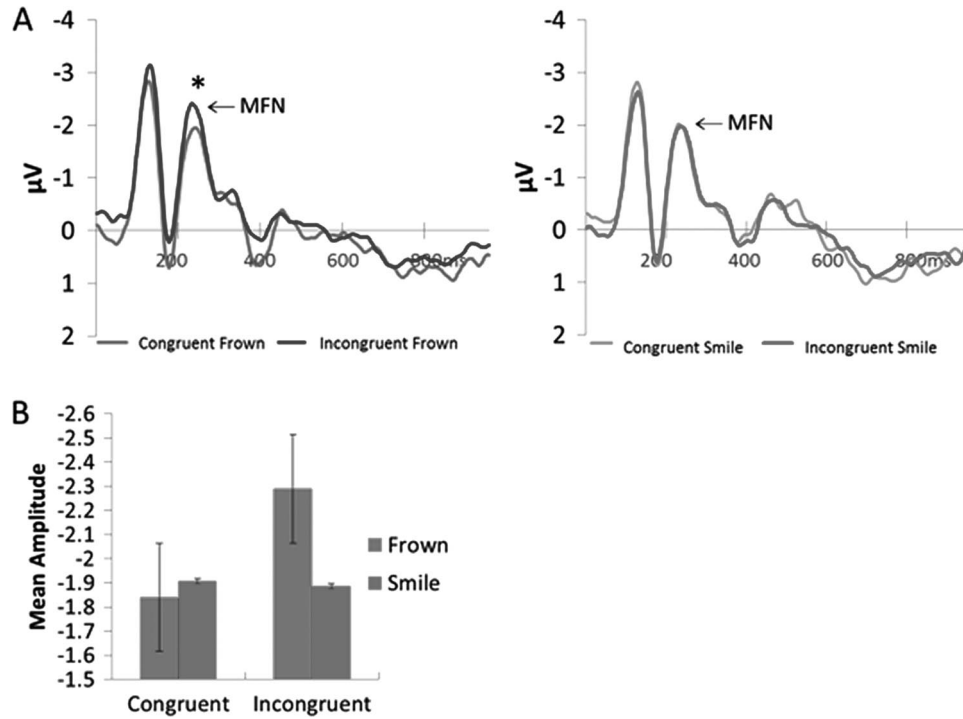 A
-4
-3
-2
-1
0
1
2
µV
*
← MFN
200
400
600
800ms
Congruent Frown
Incongruent Frown
-4
-3
-2
-1
0
1
2
µV
← MFN
200
400
600
800ms
Congruent Smile
Incongruent Smile
B
-2.6
-2.5
-2.4
-2.3
-2.2
-2.1
-2
-1.9
-1.8
-1.7
-1.6
-1.5
Mean Amplitude
Congruent
Incongruent
Frown
Smile